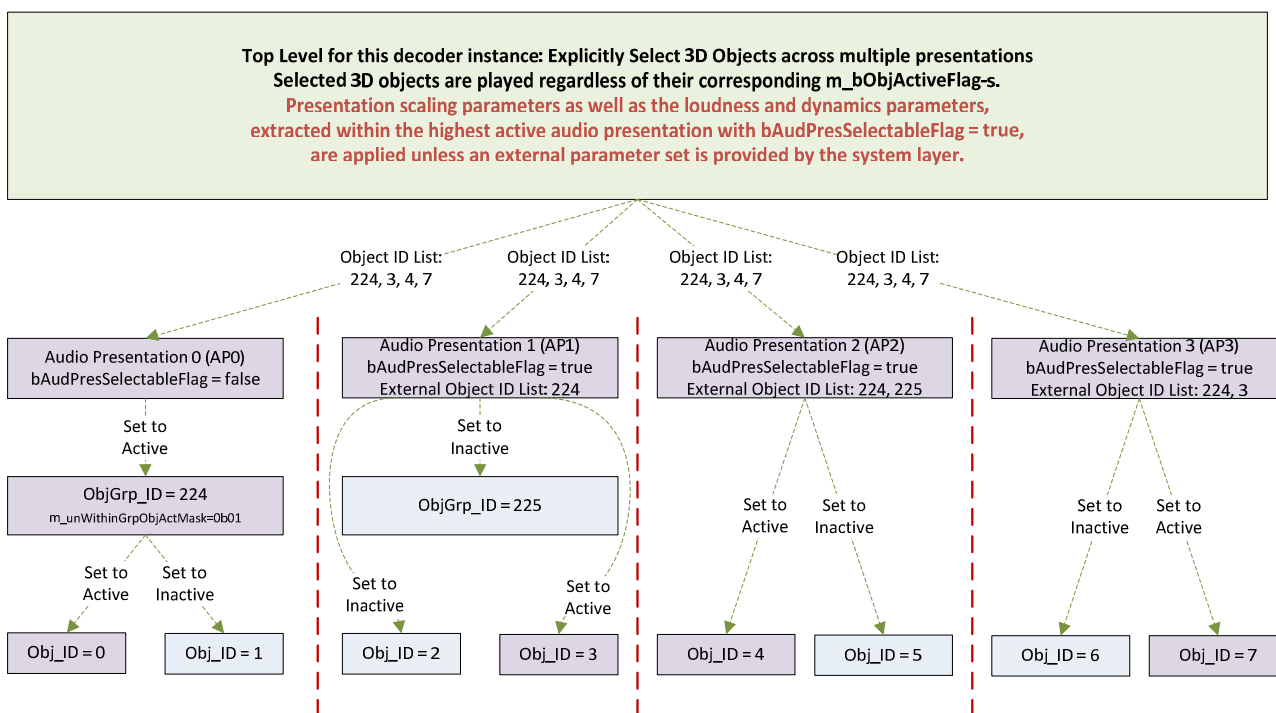 Top Level for this decoder instance: Explicitly Select 3D Objects across multiple presentations
Selected 3D objects are played regardless of their corresponding m_bObjActiveFlag-s.
Presentation scaling parameters as well as the loudness and dynamics parameters,
extracted within the highest active audio presentation with bAudPresSelectableFlag = true,
are applied unless an external parameter set is provided by the system layer.
Object ID List:
224, 3, 4, 7
Object ID List:
224, 3, 4, 7
Object ID List:
224, 3, 4, 7
Object ID List:
224, 3, 4, 7
Audio Presentation 0 (AP0)
bAudPresSelectableFlag = false
Audio Presentation 1 (AP1)
bAudPresSelectableFlag = true
External Object ID List: 224
Audio Presentation 2 (AP2)
bAudPresSelectableFlag = true
External Object ID List: 224, 225
Audio Presentation 3 (AP3)
bAudPresSelectableFlag = true
External Object ID List: 224, 3
Set to
Active
Set to
Inactive
ObjGrp_ID = 224
m_unWithinGrpObjActMask=0b01
ObjGrp_ID = 225
Set to
Active
Set to
Inactive
Set to
Inactive
Set to
Active
Set to
Active
Set to
Inactive
Set to
Inactive
Set to
Active
Obj_ID = 0
Obj_ID = 1
Obj_ID = 2
Obj_ID = 3
Obj_ID = 4
Obj_ID = 5
Obj_ID = 6
Obj_ID = 7